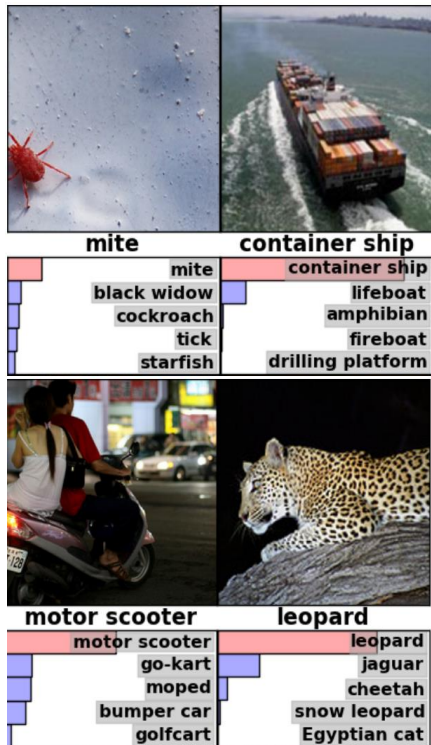 mite
container ship
mite
black widow
cockroach
tick
starfish
container ship
lifeboat
amphibian
fireboat
drilling platform
motor scooter
leopard
motor scooter
go-kart
moped
bumper car
golfcart
leopard
jaguar
cheetah
snow leopard
Egyptian cat
128